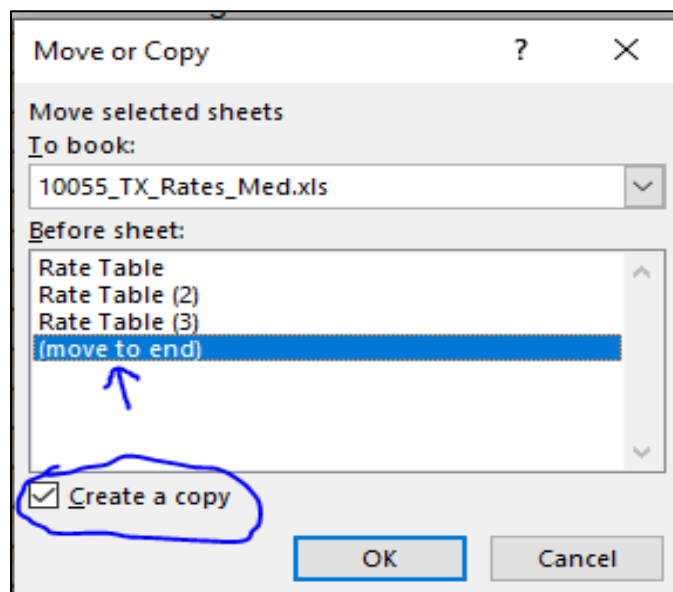 Move or Copy ?
Move selected sheets
To book:
10055_TX_Rates_Med.xls
Before sheet:
Rate Table
Rate Table (2)
Rate Table (3)
(move to end)
Create a copy
OK Cancel